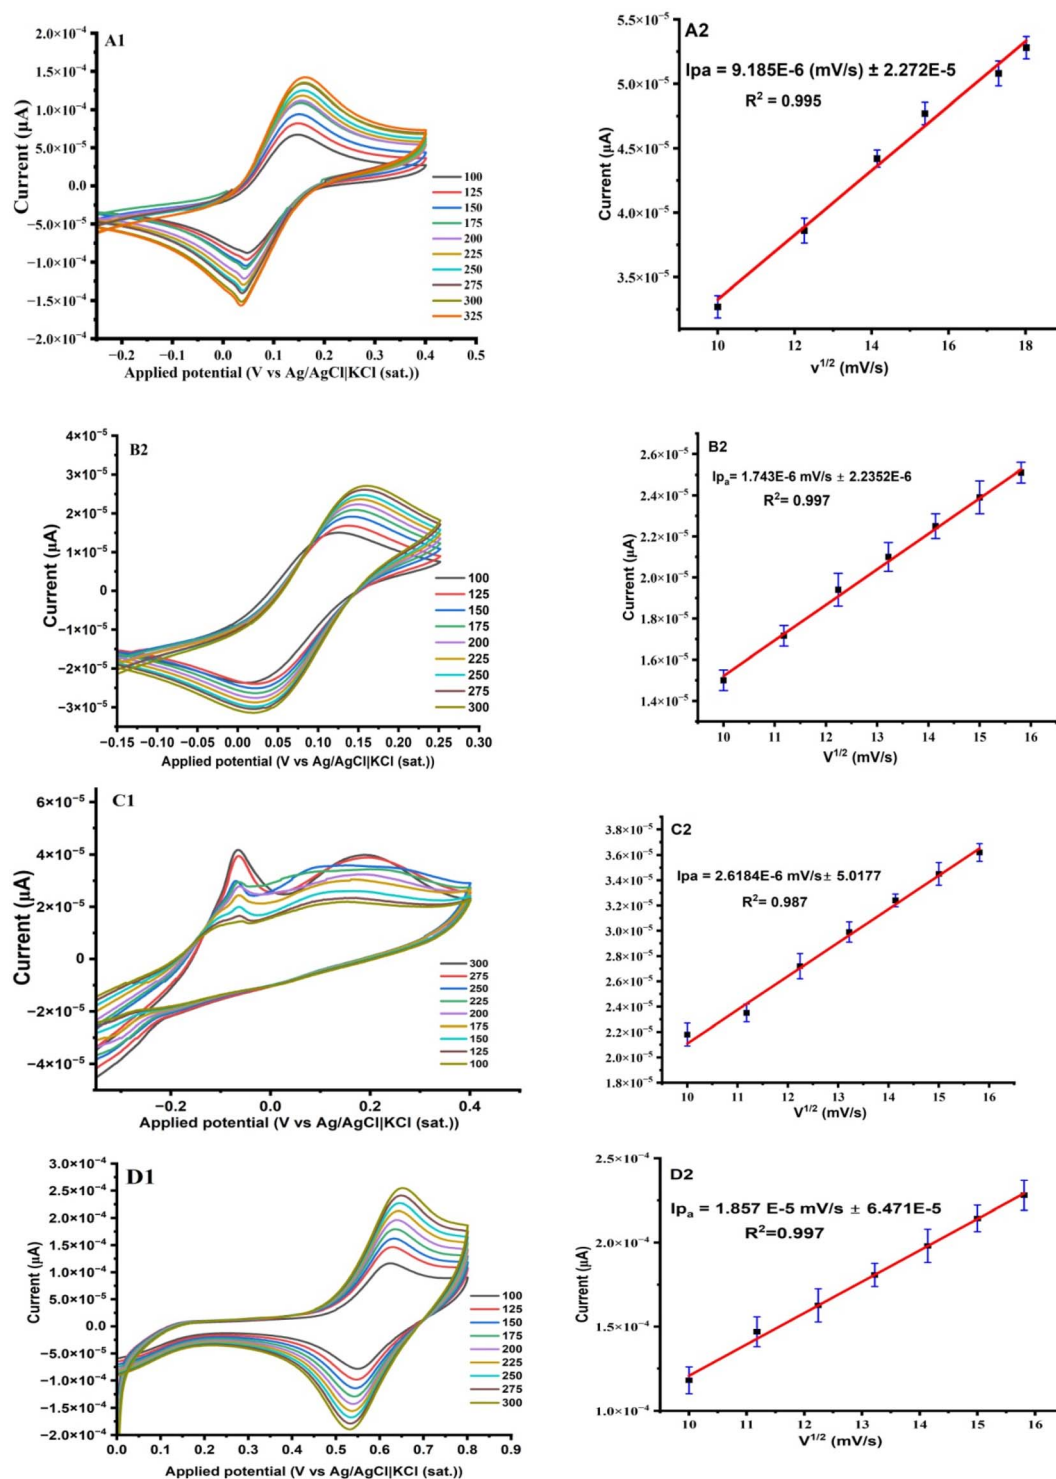 A1
2.0×10⁻⁴
1.5×10⁻⁴
1.0×10⁻⁴
5.0×10⁻⁵
0.0
−5.0×10⁻⁵
−1.0×10⁻⁴
−1.5×10⁻⁴
−2.0×10⁻⁴
Current (μA)
100
125
150
175
200
225
250
275
300
325
−0.2 −0.1 0.0 0.1 0.2 0.3 0.4 0.5
Applied potential (V vs Ag/AgCl|KCl (sat.))
A2
Ipa = 9.185E-6 (mV/s) ± 2.272E-5
R² = 0.995
5.5×10⁻⁵
5.0×10⁻⁵
4.5×10⁻⁵
4.0×10⁻⁵
3.5×10⁻⁵
Current (μA)
10 12 14 16 18
v¹ᐟ² (mV/s)
B2
4×10⁻⁵
3×10⁻⁵
2×10⁻⁵
1×10⁻⁵
0
−1×10⁻⁵
−2×10⁻⁵
−3×10⁻⁵
Current (μA)
100
125
150
175
200
225
250
275
300
−0.15 −0.10 −0.05 0.00 0.05 0.10 0.15 0.20 0.25 0.30
Applied potential (V vs Ag/AgCl|KCl (sat.))
B2
Ipₐ= 1.743E-6 mV/s ± 2.2352E-6
R²= 0.997
2.6×10⁻⁵
2.4×10⁻⁵
2.2×10⁻⁵
2.0×10⁻⁵
1.8×10⁻⁵
1.6×10⁻⁵
1.4×10⁻⁵
Current (μA)
10 11 12 13 14 15 16
V¹ᐟ² (mV/s)
C1
6×10⁻⁵
4×10⁻⁵
2×10⁻⁵
0
−2×10⁻⁵
−4×10⁻⁵
Current (μA)
300
275
250
225
200
175
150
125
100
−0.2 0.0 0.2 0.4
Applied potential (V vs Ag/AgCl|KCl (sat.))
C2
Ipa = 2.6184E-6 mV/s± 5.0177
R²= 0.987
3.8×10⁻⁵
3.6×10⁻⁵
3.4×10⁻⁵
3.2×10⁻⁵
3.0×10⁻⁵
2.8×10⁻⁵
2.6×10⁻⁵
2.4×10⁻⁵
2.2×10⁻⁵
2.0×10⁻⁵
1.8×10⁻⁵
Current (μA)
10 11 12 13 14 15 16
V¹ᐟ² (mV/s)
D1
3.0×10⁻⁴
2.5×10⁻⁴
2.0×10⁻⁴
1.5×10⁻⁴
1.0×10⁻⁴
5.0×10⁻⁵
0.0
−5.0×10⁻⁵
−1.0×10⁻⁴
−1.5×10⁻⁴
−2.0×10⁻⁴
Current (μA)
100
125
150
175
200
225
250
275
300
0.0 0.1 0.2 0.3 0.4 0.5 0.6 0.7 0.8 0.9
Applied potential (V vs Ag/AgCl|KCl (sat.))
D2
Ipₐ = 1.857 E-5 mV/s ± 6.471E-5
R²=0.997
2.5×10⁻⁴
2.0×10⁻⁴
1.5×10⁻⁴
1.0×10⁻⁴
Current (μA)
10 11 12 13 14 15 16
V¹ᐟ² (mV/s)